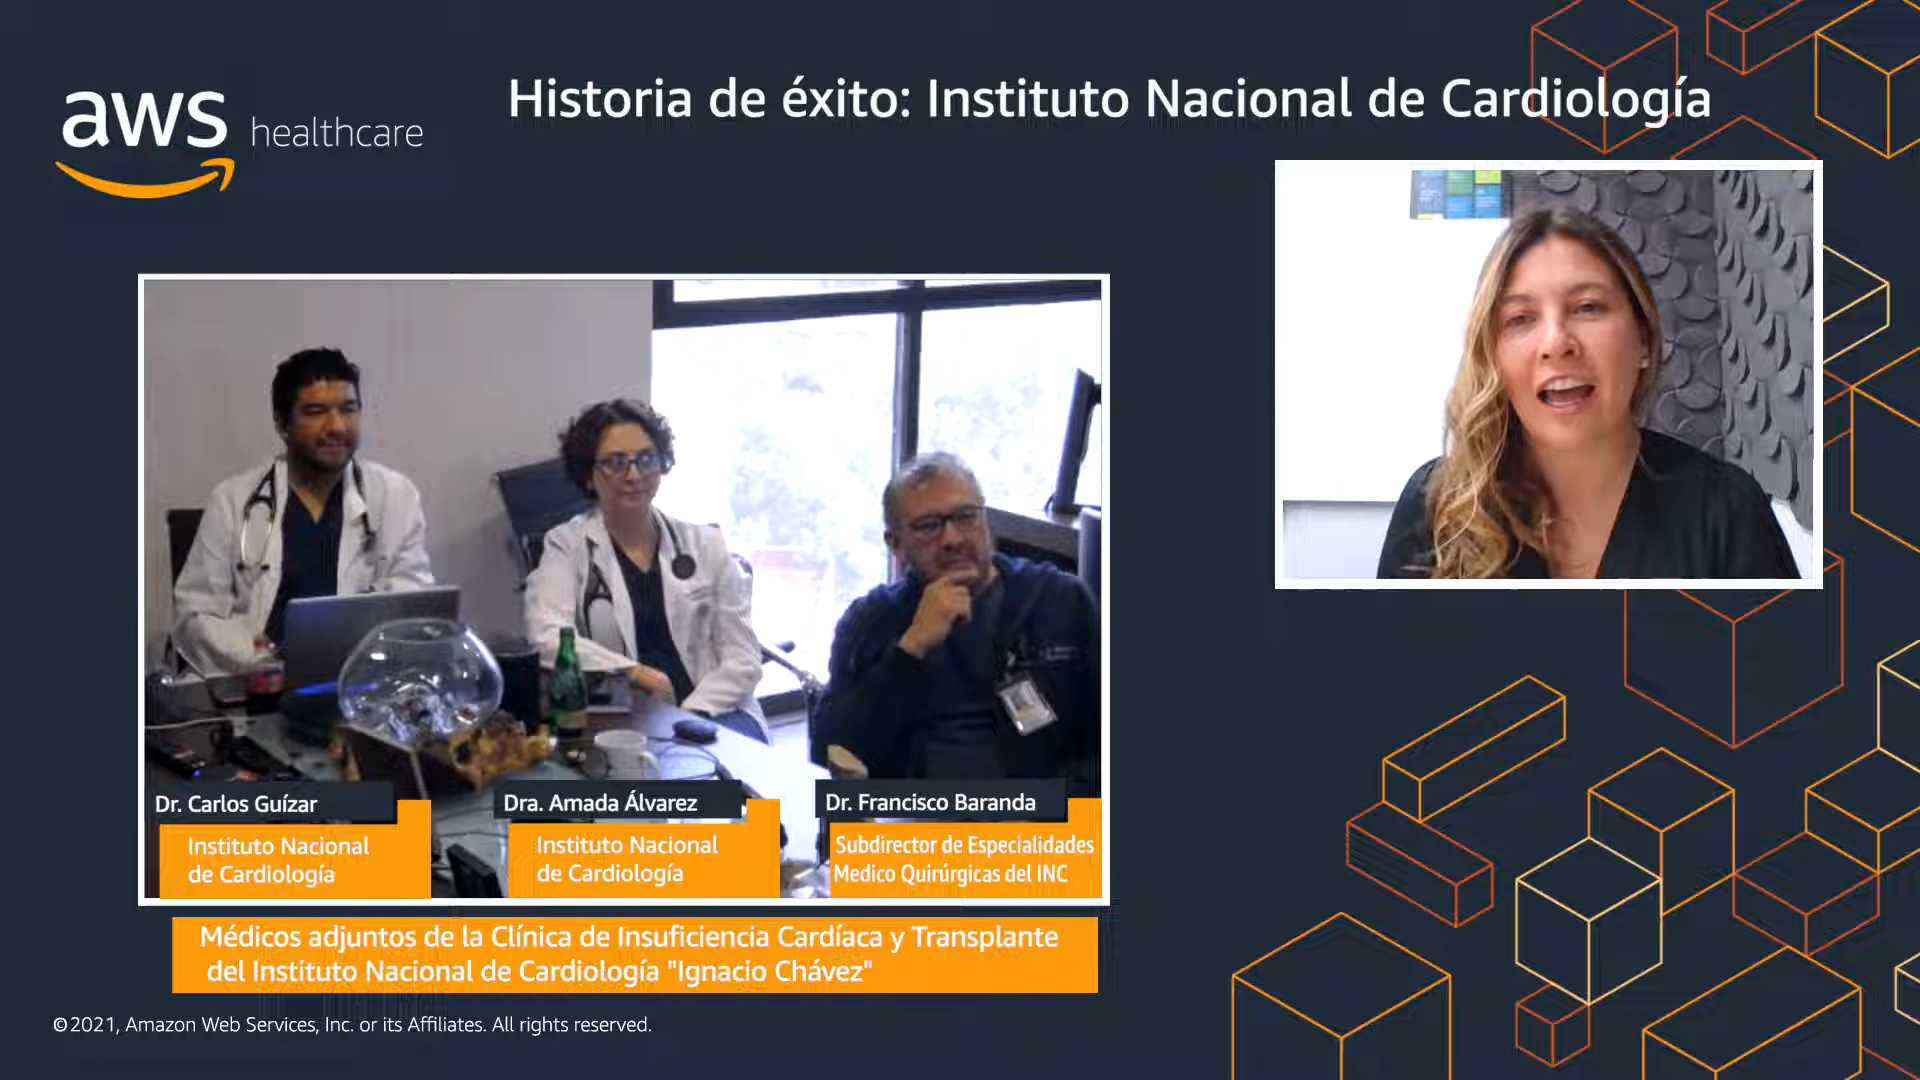 aws healthcare
Historia de éxito: Instituto Nacional de Cardiología
Dr. Carlos Guízar
Instituto Nacional
de Cardiología
Dra. Amada Álvarez
Instituto Nacional
de Cardiología
Dr. Francisco Baranda
Subdirector de Especialidades
Medico Quirúrgicas del INC
Médicos adjuntos de la Clínica de Insuficiencia Cardíaca y Transplante
del Instituto Nacional de Cardiología "Ignacio Chávez"
©2021, Amazon Web Services, Inc. or its Affiliates. All rights reserved.